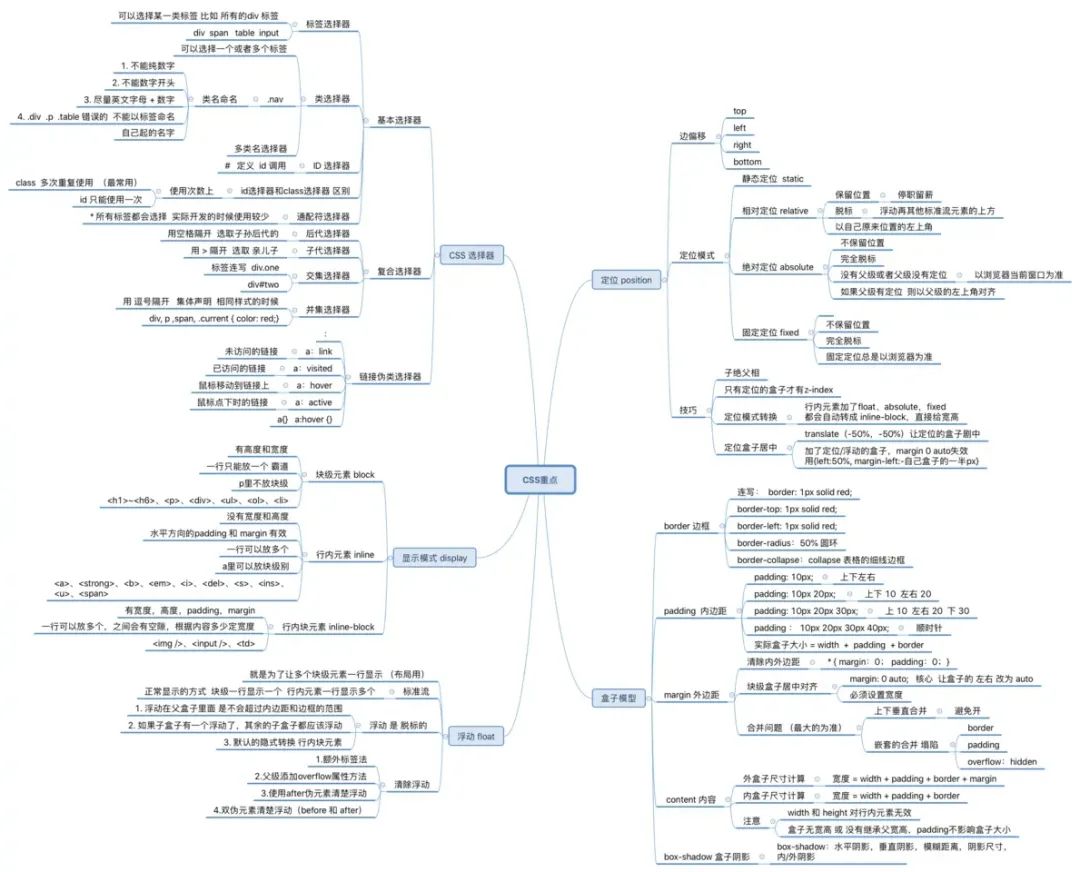 CSS重点
CSS 选择器
基本选择器
标签选择器
可以选择某一类标签 比如 所有的div 标签
div span table input
类选择器
可以选择一个或者多个标签
.nav
类名命名
1. 不能纯数字
2. 不能数字开头
3. 尽量英文字母 + 数字
4. .div .p .table 错误的 不能以标签命名
自己起的名字
多类名选择器
ID 选择器
# 定义 id 调用
id选择器和class选择器 区别
使用次数上
class 多次重复使用 （最常用）
id 只能使用一次
通配符选择器
* 所有标签都会选择 实际开发的时候使用较少
复合选择器
后代选择器
用空格隔开 选取子孙后代的
子代选择器
用 > 隔开 选取 亲儿子
交集选择器
标签连写 div.one
div#two
并集选择器
用 逗号隔开 集体声明 相同样式的时候
div, p ,span, .current { color: red;}
链接伪类选择器
:
a：link
未访问的链接
a：visited
已访问的链接
a：hover
鼠标移动到链接上
a：active
鼠标点下时的链接
a{} a:hover {}
显示模式 display
块级元素 block
有高度和宽度
一行只能放一个 霸道
p里不放块级
<h1>~<h6>、<p>、<div>、<ul>、<ol>、<li>
行内元素 inline
没有宽度和高度
水平方向的padding 和 margin 有效
一行可以放多个
a里可以放块级别
<a>、<strong>、<b>、<em>、<i>、<del>、<s>、<ins>、
<u>、<span>
行内块元素 inline-block
有宽度，高度，padding，margin
一行可以放多个，之间会有空隙，根据内容多少定宽度
<img />、<input />、<td>
浮动 float
就是为了让多个块级元素一行显示 （布局用）
标准流
正常显示的方式 块级一行显示一个 行内元素一行显示多个
浮动 是 脱标的
1. 浮动在父盒子里面 是不会超过内边距和边框的范围
2. 如果子盒子有一个浮动了，其余的子盒子都应该浮动
3. 默认的隐式转换 行内块元素
清除浮动
1.额外标签法
2.父级添加overflow属性方法
3.使用after伪元素清楚浮动
4.双伪元素清楚浮动（before 和 after）
定位 position
边偏移
top
left
right
bottom
定位模式
静态定位 static
相对定位 relative
保留位置
停职留薪
脱标
浮动再其他标准流元素的上方
以自己原来位置的左上角
绝对定位 absolute
不保留位置
完全脱标
没有父级或者父级没有定位
以浏览器当前窗口为准
如果父级有定位 则以父级的左上角对齐
固定定位 fixed
不保留位置
完全脱标
固定定位总是以浏览器为准
技巧
子绝父相
只有定位的盒子才有z-index
定位模式转换
行内元素加了float、absolute，fixed
都会自动转成 inline-block，直接给宽高
定位盒子居中
translate（-50%，-50%）让定位的盒子剧中
加了定位/浮动的盒子，margin 0 auto失效
用{left:50%, margin-left:-自己盒子的一半px}
盒子模型
border 边框
连写： border: 1px solid red;
border-top: 1px solid red;
border-left: 1px solid red;
border-radius：50% 圆环
border-collapse：collapse 表格的细线边框
padding 内边距
padding: 10px;
上下左右
padding: 10px 20px;
上下 10 左右 20
padding: 10px 20px 30px;
上 10 左右 20 下 30
padding ： 10px 20px 30px 40px;
顺时针
实际盒子大小 = width + padding + border
margin 外边距
清除内外边距
* { margin：0； padding：0；}
块级盒子居中对齐
margin: 0 auto; 核心 让盒子的 左右 改为 auto
必须设置宽度
合并问题 （最大的为准）
上下垂直合并
避免开
嵌套的合并 塌陷
border
padding
overflow：hidden
content 内容
外盒子尺寸计算
宽度 = width + padding + border + margin
内盒子尺寸计算
宽度 = width + padding + border
注意
width 和 height 对行内元素无效
盒子无宽高 或 没有继承父宽高，padding不影响盒子大小
box-shadow 盒子阴影
box-shadow：水平阴影，垂直阴影，模糊距离，阴影尺寸，
内/外阴影